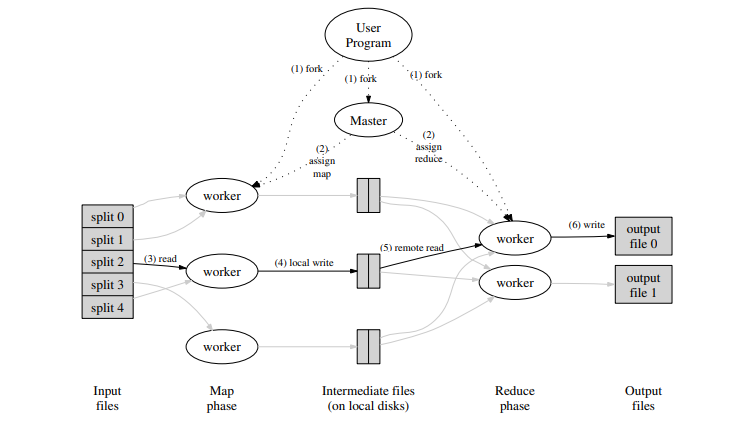 User
Program
(1) fork
(1) fork
(1) fork
Master
(2)
assign
map
(2)
assign
reduce
worker
split 0
split 1
split 2
split 3
split 4
(3) read
worker
(4) local write
(5) remote read
worker
worker
worker
(6) write
output
file 0
output
file 1
Input
files
Map
phase
Intermediate files
(on local disks)
Reduce
phase
Output
files